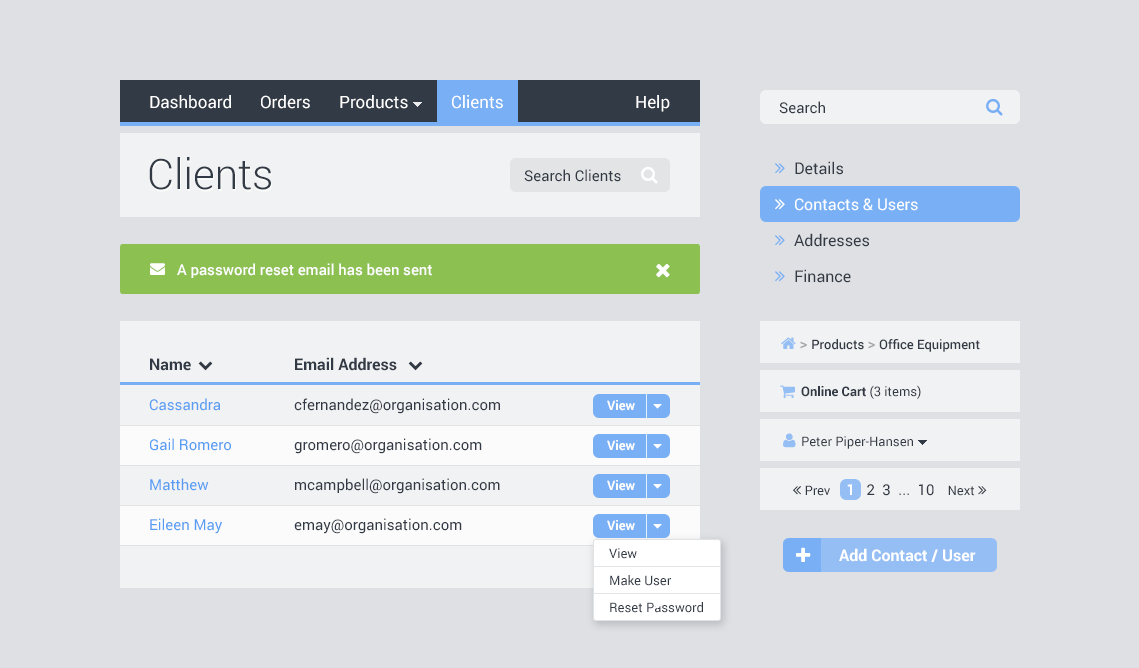 Dashboard Orders Products Clients Help
Clients
Search Clients
A password reset email has been sent
Name Email Address
Cassandra cfernandez@organisation.com View
Gail Romero gromero@organisation.com View
Matthew mcampbell@organisation.com View
Eileen May emay@organisation.com View
View
Make User
Reset Password
Search
Details
Contacts & Users
Addresses
Finance
> Products > Office Equipment
Online Cart (3 items)
Peter Piper-Hansen
Prev 1 2 3 ... 10 Next
Add Contact / User